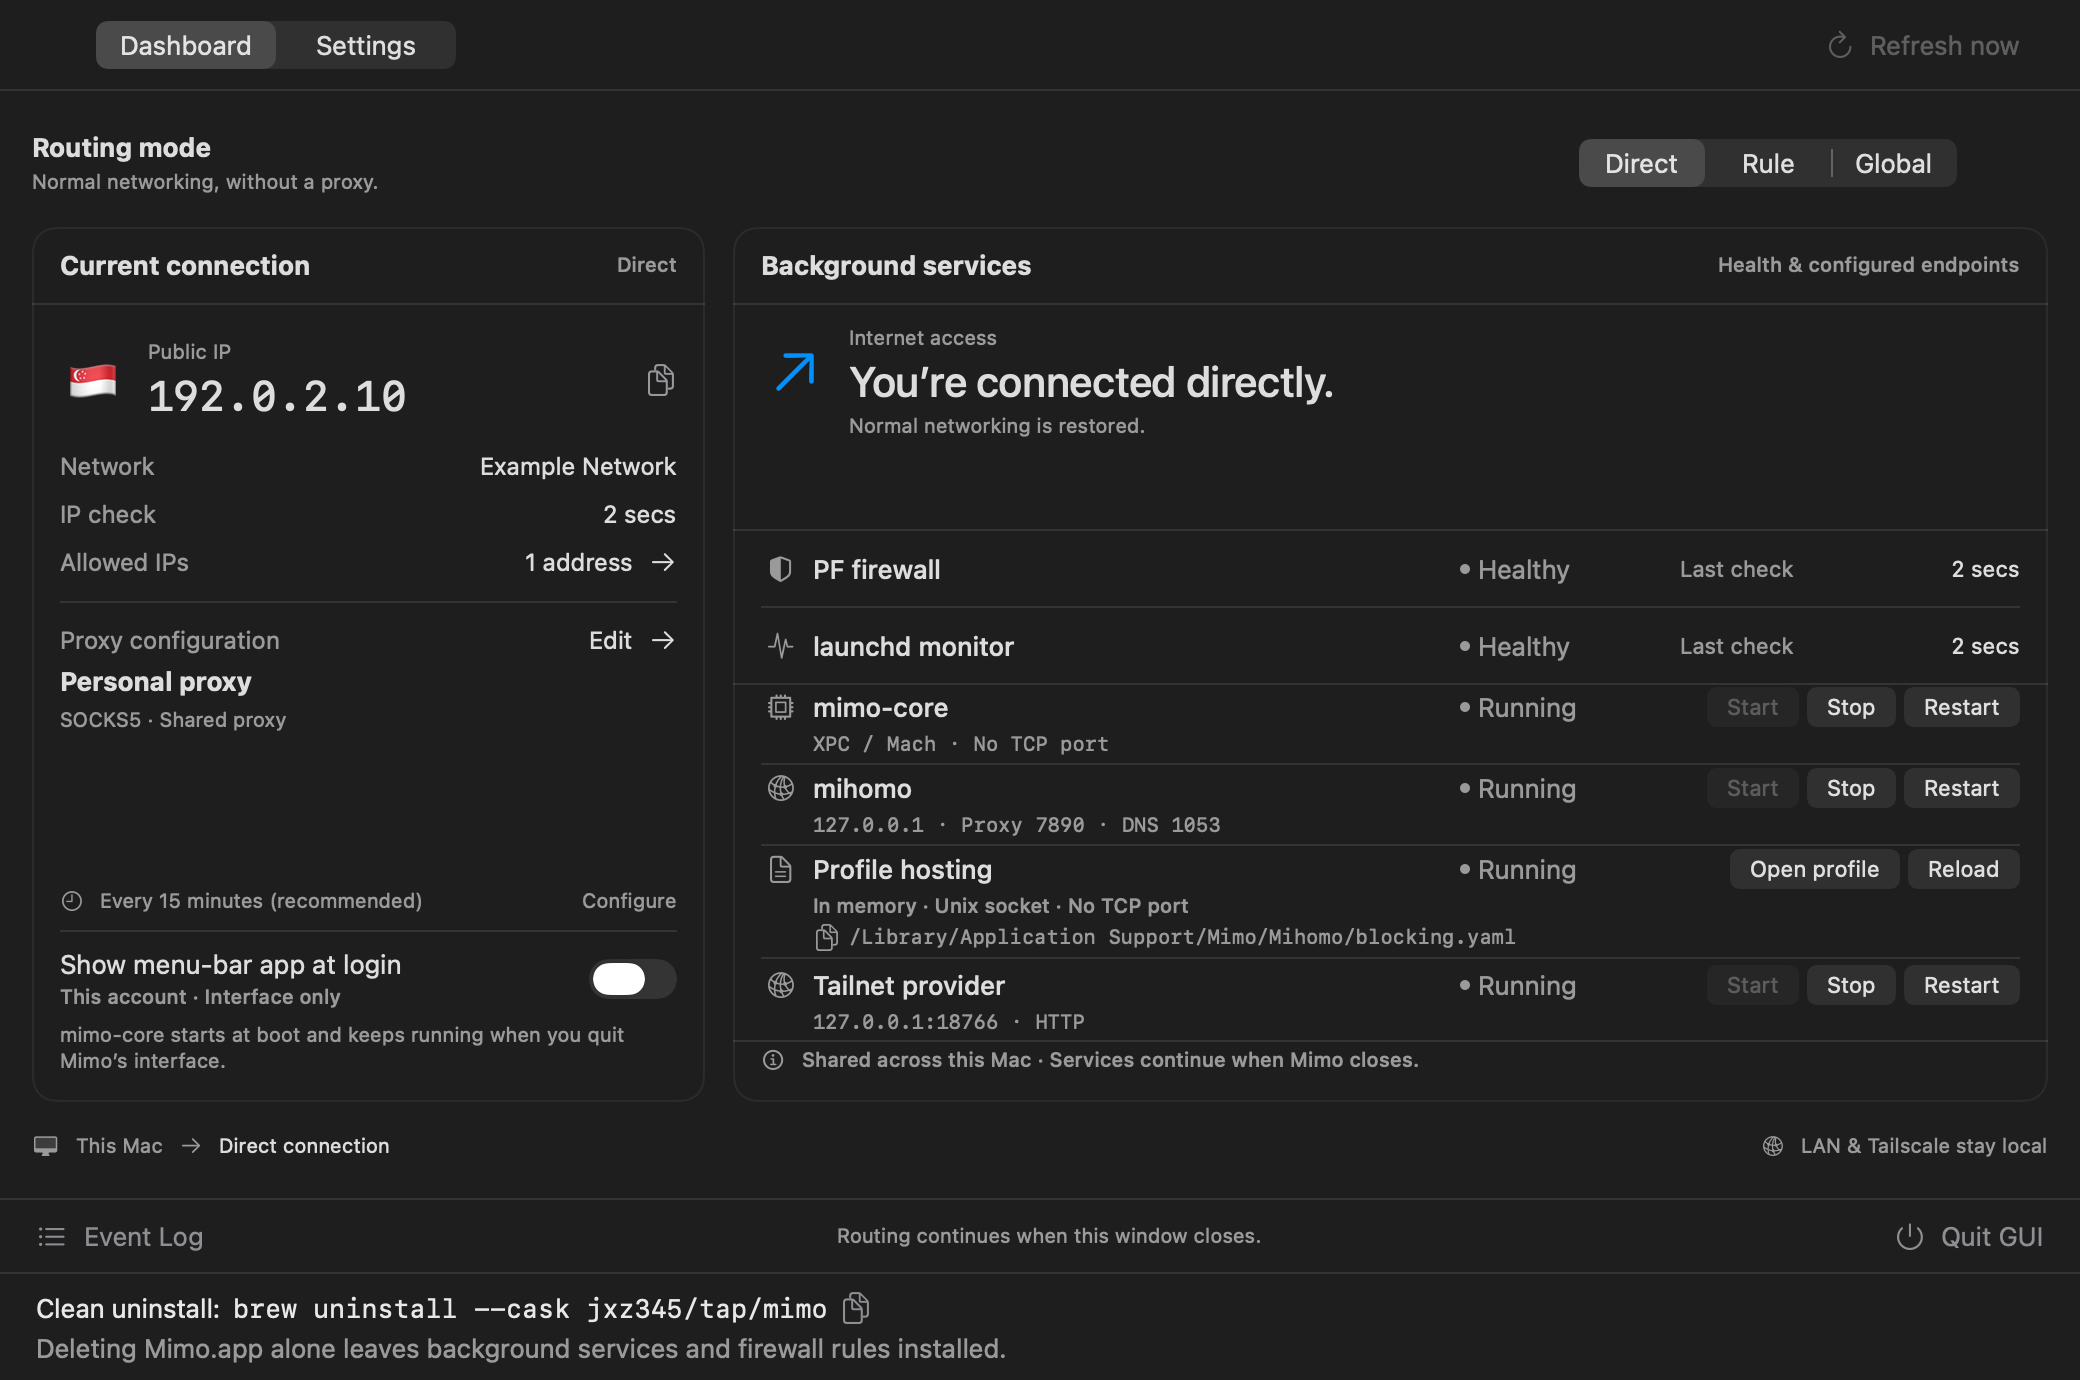 Dashboard Settings Refresh now
Routing mode
Normal networking, without a proxy.
Direct Rule Global
Current connection Direct
Public IP
192.0.2.10
Network Example Network
IP check 2 secs
Allowed IPs 1 address →
Proxy configuration Edit →
Personal proxy
SOCKS5 · Shared proxy
Every 15 minutes (recommended) Configure
Show menu-bar app at login
This account · Interface only
mimo-core starts at boot and keeps running when you quit
Mimo’s interface.
Background services Health & configured endpoints
Internet access
You’re connected directly.
Normal networking is restored.
PF firewall • Healthy Last check 2 secs
launchd monitor • Healthy Last check 2 secs
mimo-core • Running Start Stop Restart
XPC / Mach · No TCP port
mihomo • Running Start Stop Restart
127.0.0.1 · Proxy 7890 · DNS 1053
Profile hosting • Running Open profile Reload
In memory · Unix socket · No TCP port
/Library/Application Support/Mimo/Mihomo/blocking.yaml
Tailnet provider • Running Start Stop Restart
127.0.0.1:18766 · HTTP
Shared across this Mac · Services continue when Mimo closes.
This Mac → Direct connection LAN & Tailscale stay local
Event Log Routing continues when this window closes. Quit GUI
Clean uninstall: brew uninstall --cask jxz345/tap/mimo
Deleting Mimo.app alone leaves background services and firewall rules installed.